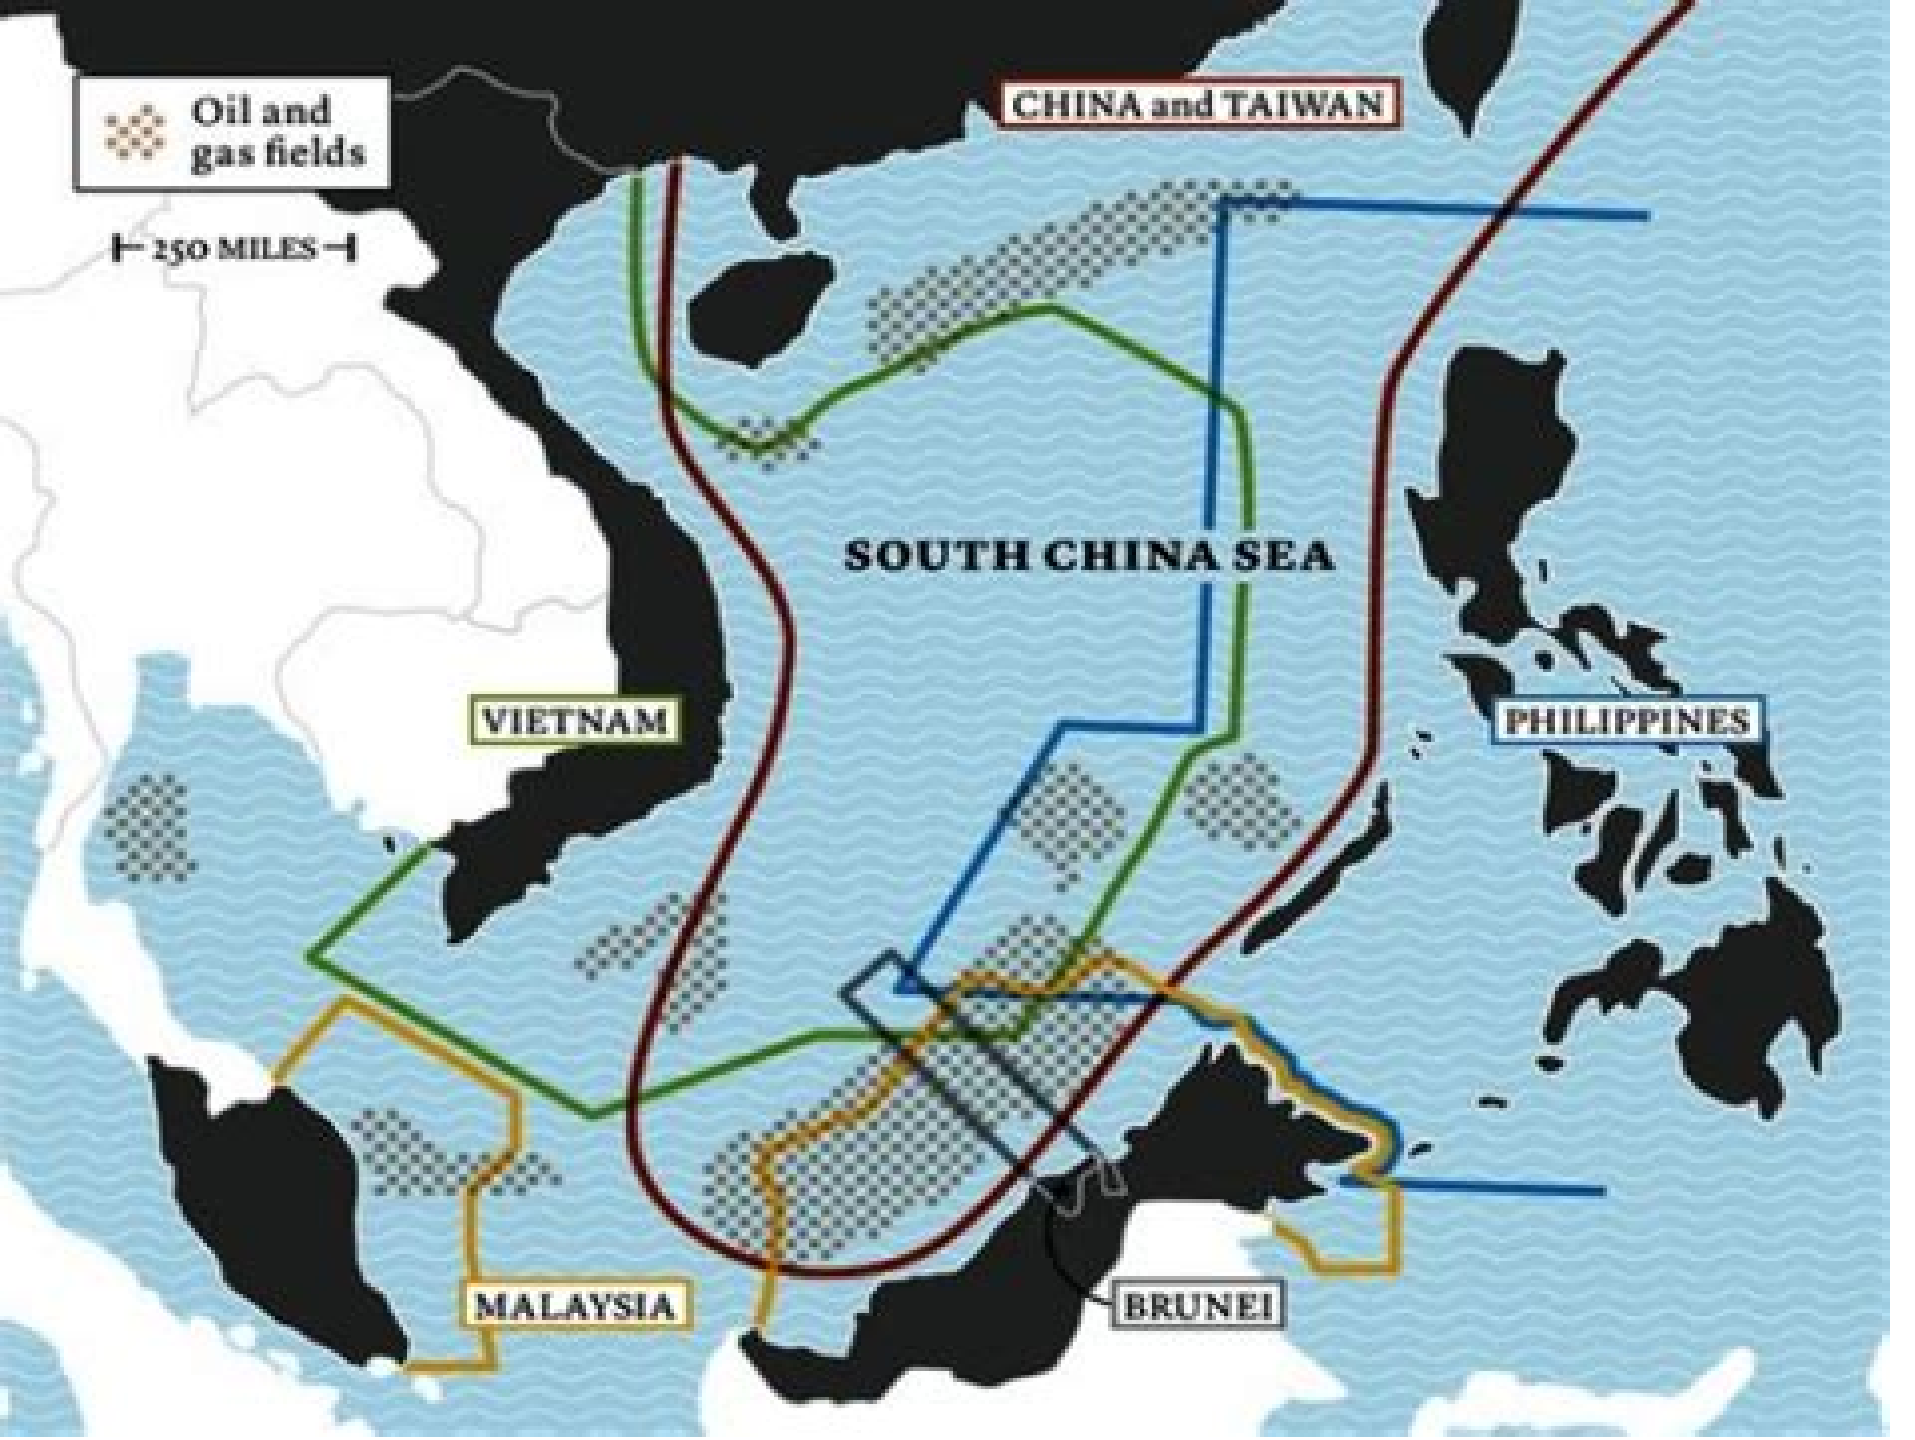 CHINA and TAIWAN
Oil and
gas fields
250 MILES
SOUTH CHINA SEA
VIETNAM
PHILIPPINES
MALAYSIA
BRUNEI